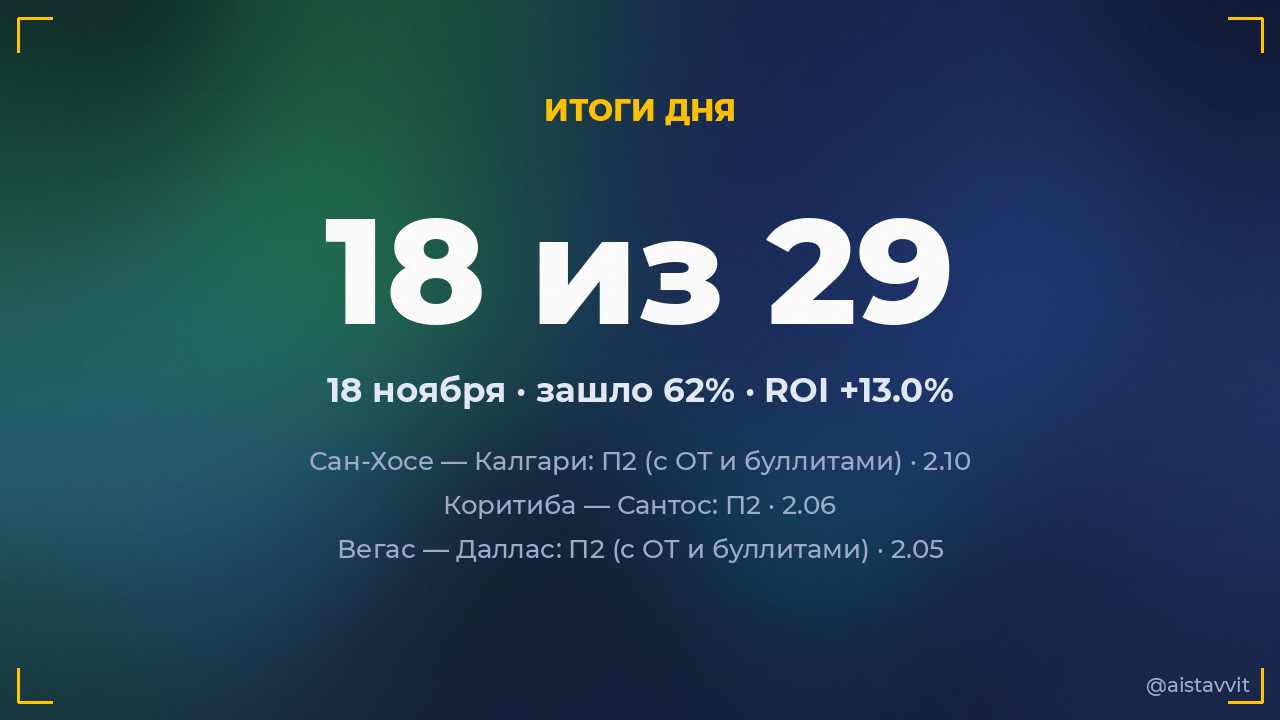 ИТОГИ ДНЯ
18 из 29
18 ноября · зашло 62% · ROI +13.0%
Сан-Хосе — Калгари: П2 (с ОТ и буллитами) · 2.10
Коритиба — Сантос: П2 · 2.06
Вегас — Даллас: П2 (с ОТ и буллитами) · 2.05
@aistavvit